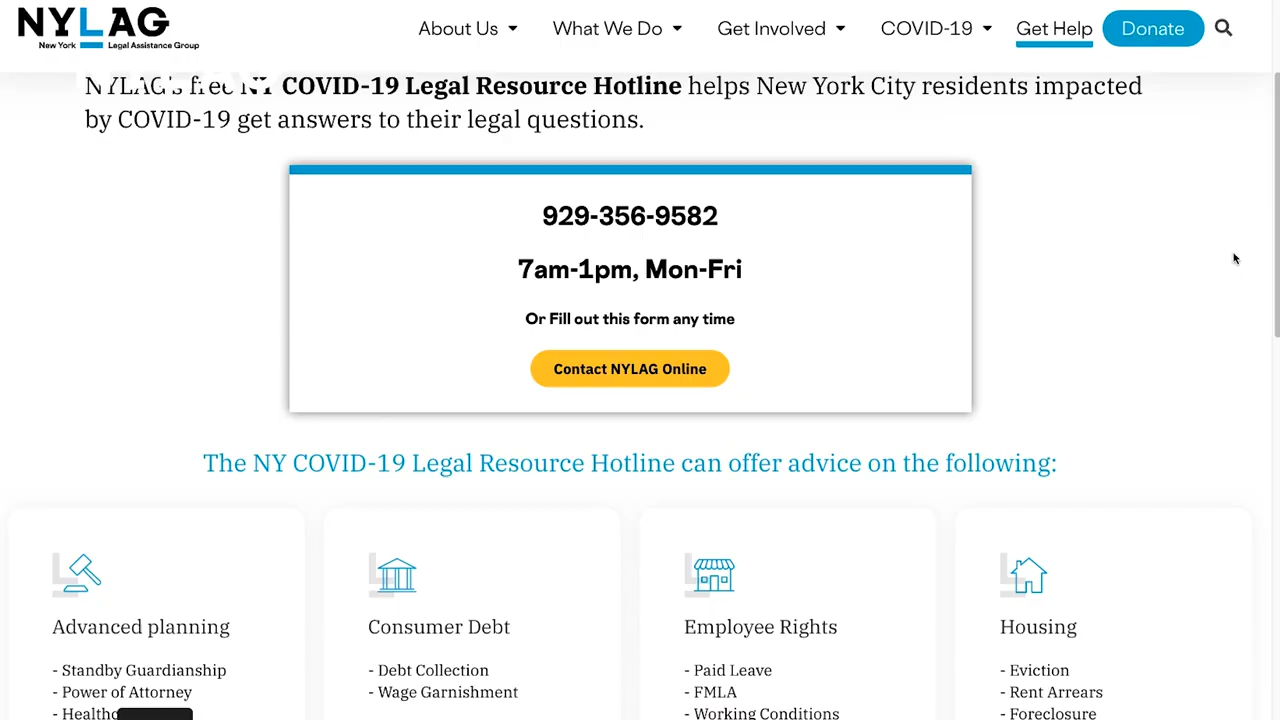 NYLAG
New York Legal Assistance Group
About Us
What We Do
Get Involved
COVID-19
Get Help
Donate
NYLAG's free NY COVID-19 Legal Resource Hotline helps New York City residents impacted
by COVID-19 get answers to their legal questions.
929-356-9582
7am-1pm, Mon-Fri
Or Fill out this form any time
Contact NYLAG Online
The NY COVID-19 Legal Resource Hotline can offer advice on the following:
Advanced planning
- Standby Guardianship
- Power of Attorney
Consumer Debt
- Debt Collection
- Wage Garnishment
Employee Rights
- Paid Leave
- FMLA
- Working Conditions
Housing
- Eviction
- Rent Arrears
- Foreclosure